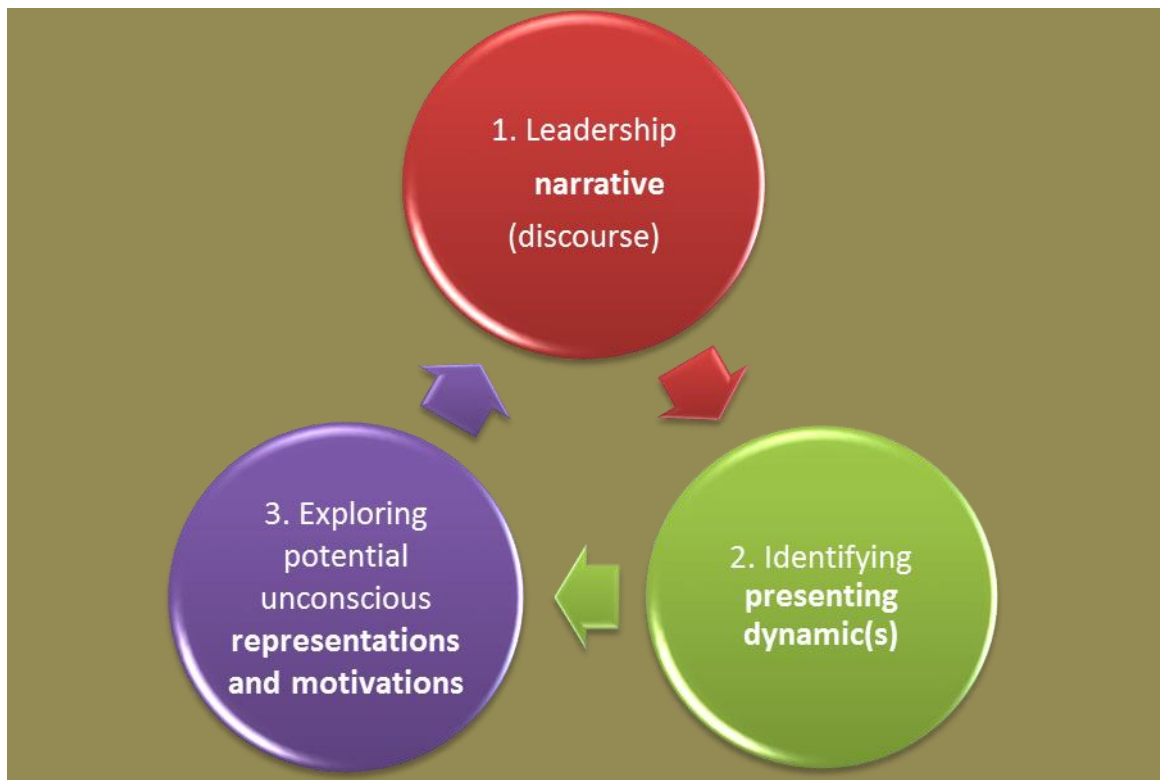 1. Leadership
narrative
(discourse)
2. Identifying
presenting
dynamic(s)
3. Exploring
potential
unconscious
representations
and motivations